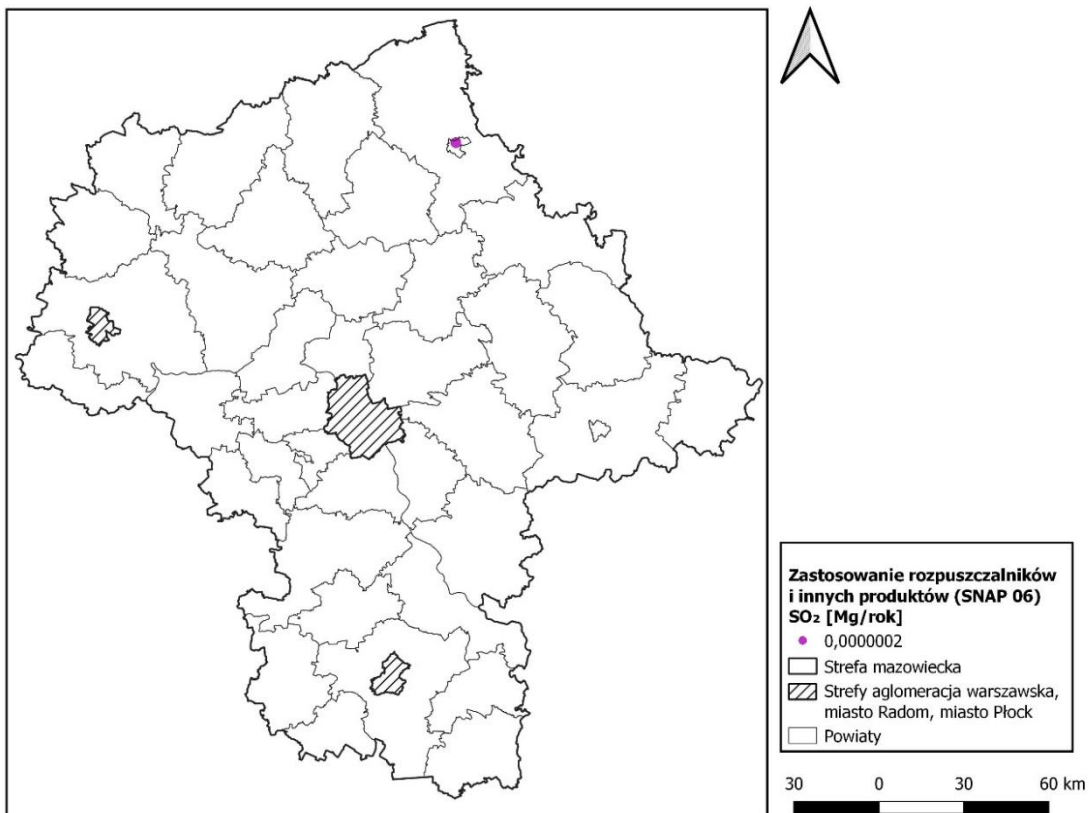 Zastosowanie rozpuszczalników
i innych produktów (SNAP 06)
SO₂ [Mg/rok]
0,0000002
Strefa mazowiecka
Strefy aglomeracja warszawska,
miasto Radom, miasto Płock
Powiaty
30 0 30 60 km